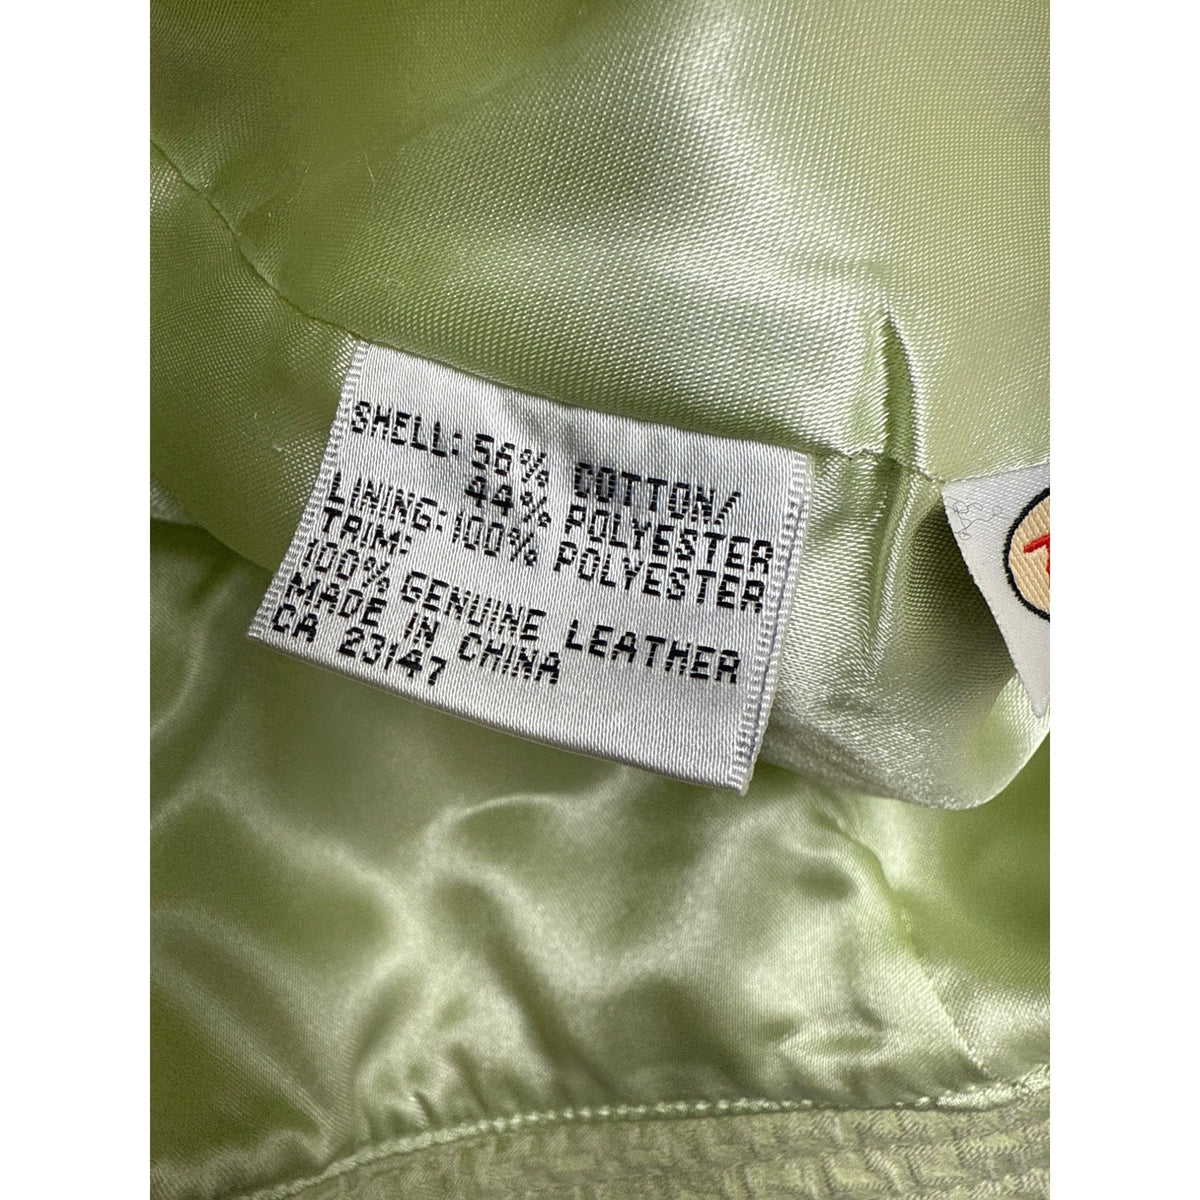 SHELL: 56% COTTON/
44% POLYESTER
LINING: 100% POLYESTER
TRIM:
100% GENUINE LEATHER
MADE IN CHINA
CA 23147